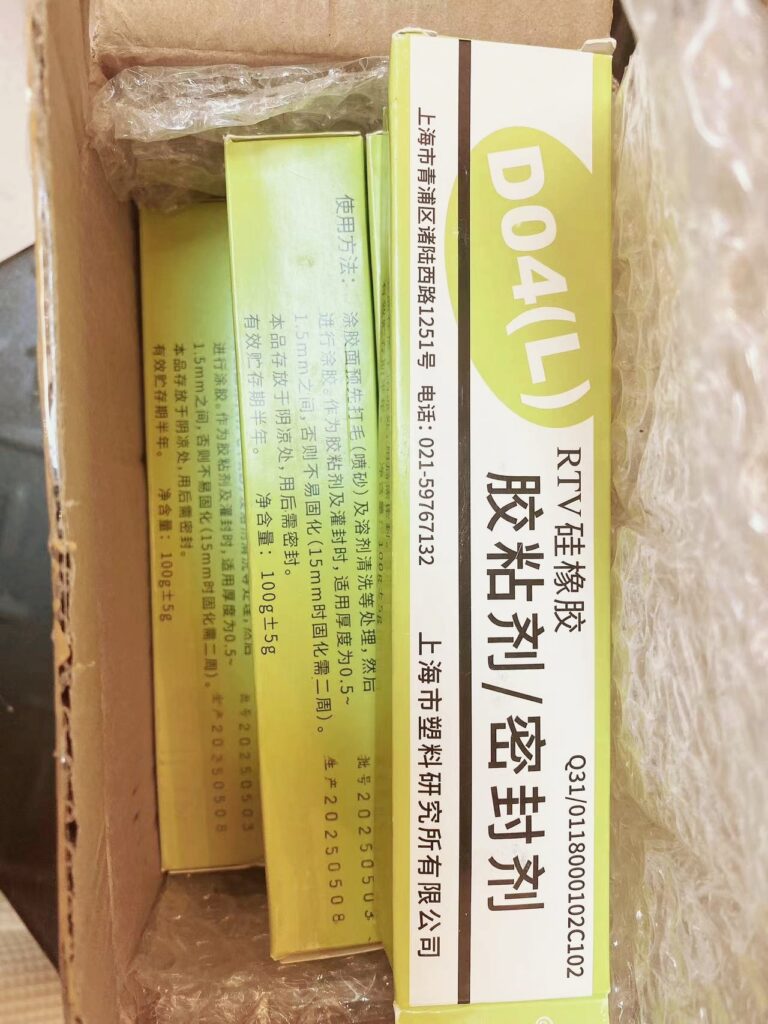 D04(L)
RTV硅橡胶
胶粘剂/密封剂
Q31/0118000102C102
上海市青浦区诸陆西路1251号 电话：021-59767132
上海市塑料研究所有限公司
使用方法：涂胶面预先打毛(喷砂)及溶剂清洗等处理，然后
进行涂胶。作为胶粘剂及灌封时，适用厚度为0.5~
1.5mm之间，否则不易固化(15mm时固化需二周)。
本品存放于阴凉处，用后需密封。
有效贮存期半年。 净含量：100g±5g
批号20250503
生产20250508
进行涂胶。作为胶粘剂及灌封时，适用厚度为0.5~
1.5mm之间，否则不易固化(15mm时固化需二周)。
本品存放于阴凉处，用后需密封。
有效贮存期半年。 净含量：100g±5g
批号20250503
生产20250508